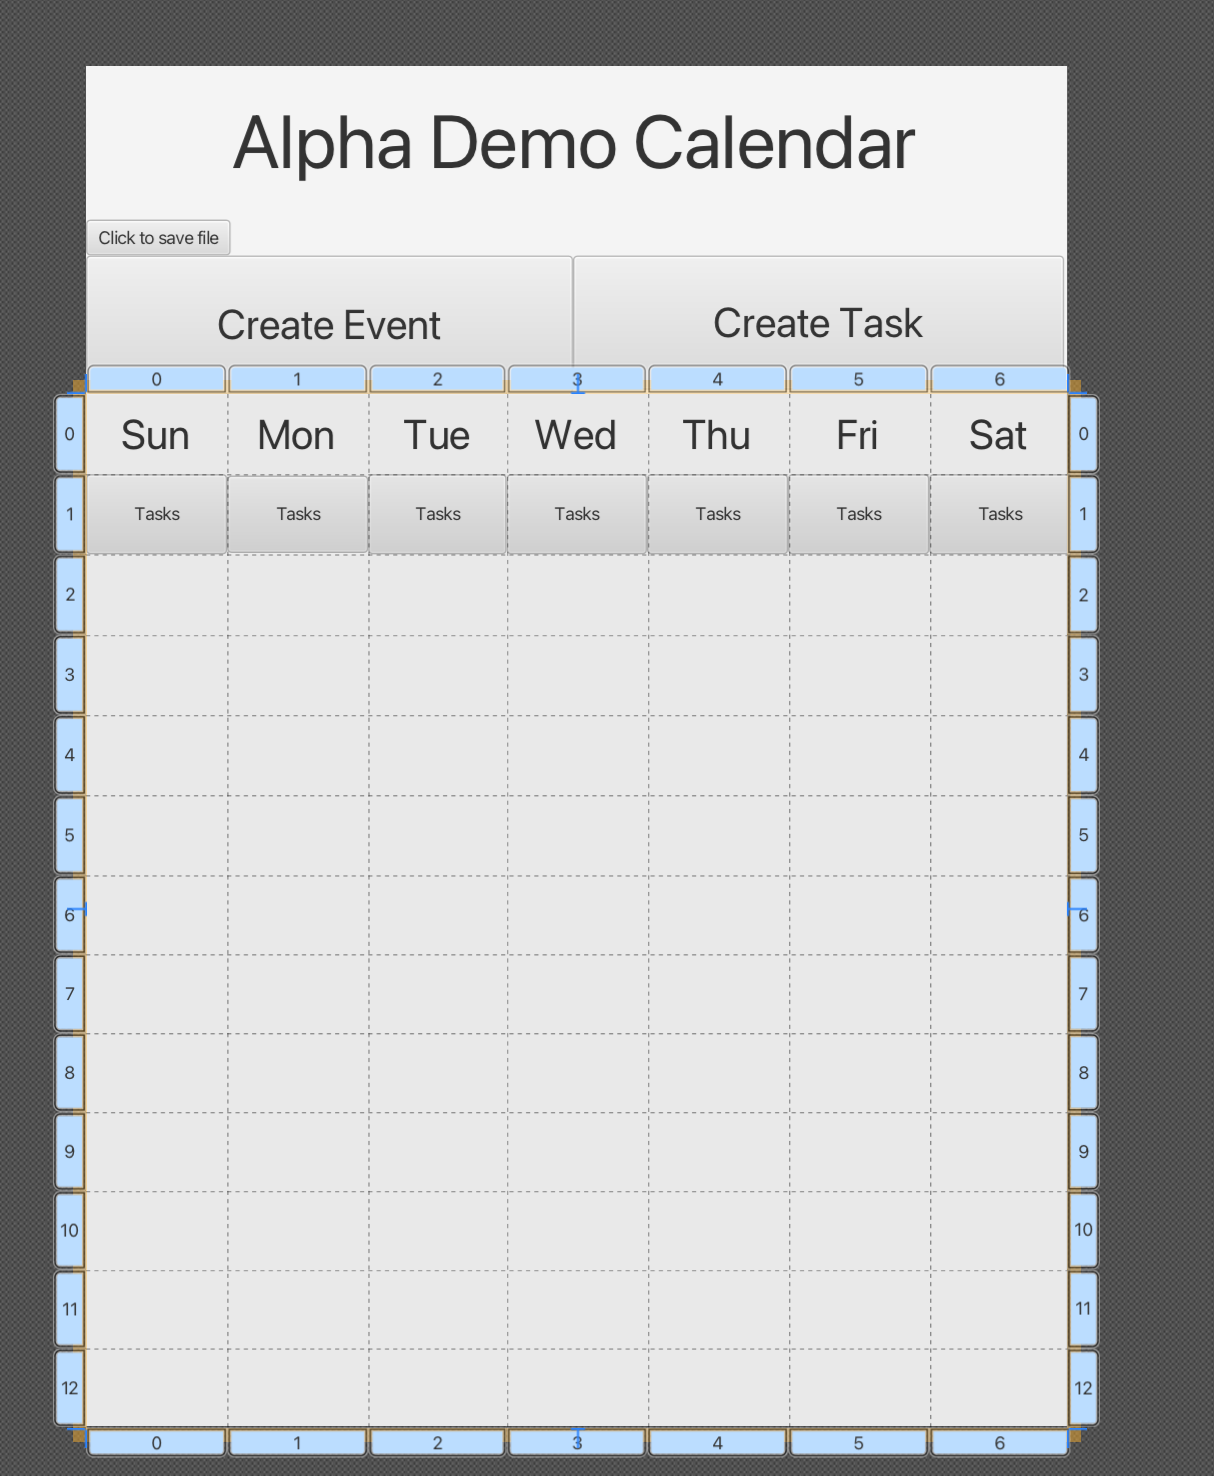 Alpha Demo Calendar
Click to save file
Create Event Create Task
0 1 2 3 4 5 6
0 Sun Mon Tue Wed Thu Fri Sat 0
1 Tasks Tasks Tasks Tasks Tasks Tasks Tasks 1
2 2
3 3
4 4
5 5
6 6
7 7
8 8
9 9
10 10
11 11
12 12
0 1 2 3 4 5 6